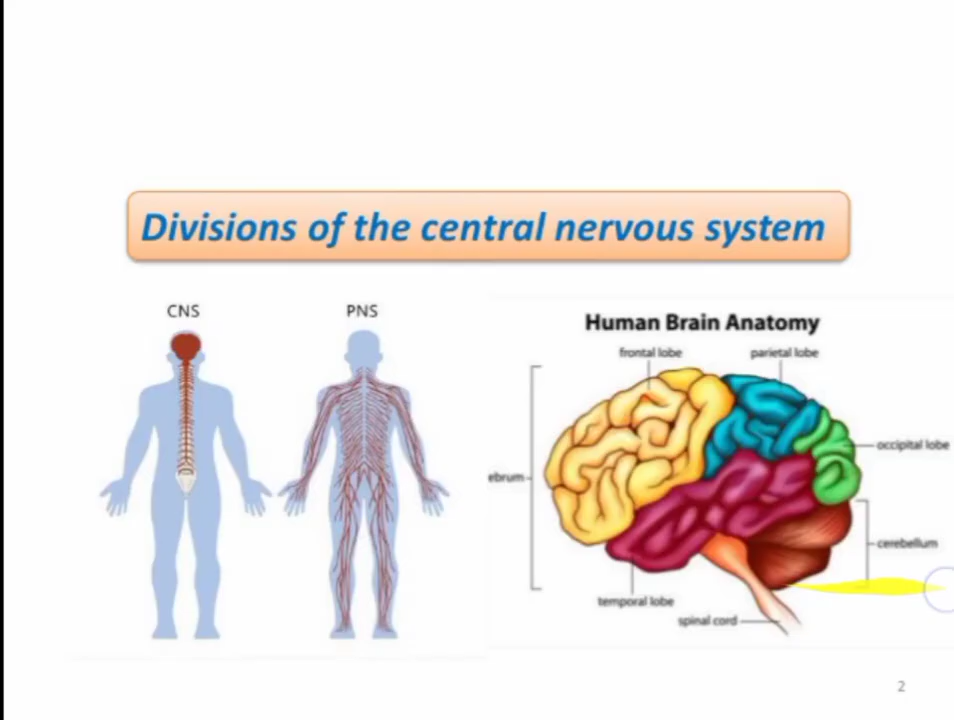 Divisions of the central nervous system
CNS
PNS
Human Brain Anatomy
frontal lobe
parietal lobe
occipital lobe
ebrum
cerebellum
temporal lobe
spinal cord
2